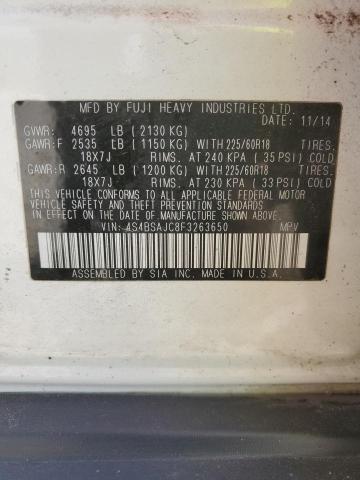 MFD BY FUJI HEAVY INDUSTRIES LTD.
DATE: 11/14
GVWR: 4695 LB ( 2130 KG)
GAWR:F 2535 LB ( 1150 KG) WITH 225/60R18 TIRES.
18X7J RIMS. AT 240 KPA ( 35 PSI) COLD
GAWR:R 2645 LB ( 1200 KG) WITH 225/60R18 TIRES.
18X7J RIMS. AT 230 KPA ( 33 PSI) COLD
THIS VEHICLE CONFORMS TO ALL APPLICABLE FEDERAL MOTOR
VEHICLE SAFETY STANDARDS IN EFFECT ON THE DATE OF
MANUFACTURE SHOWN ABOVE.
VIN: 4S4BSAJC8F3263650 MPV
ASSEMBLED BY SIA INC. MADE IN U.S.A.